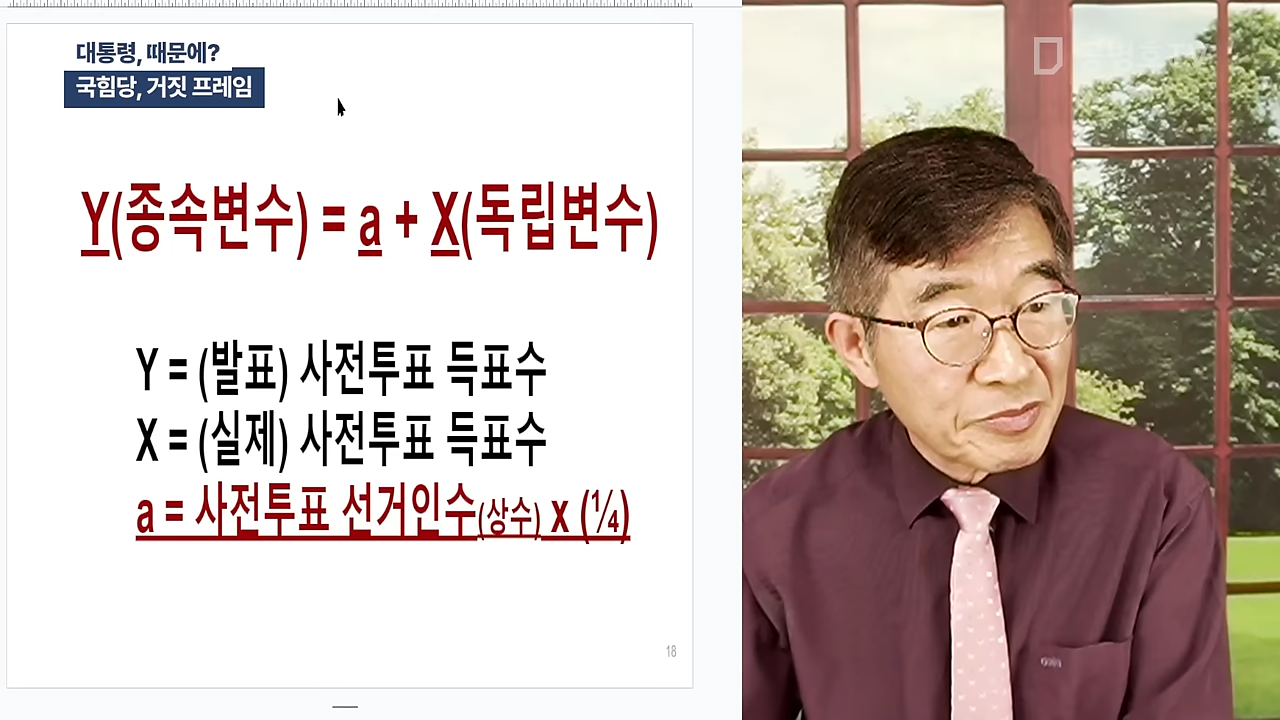 대통령, 때문에?
국힘당, 거짓 프레임
Y(종속변수) = a + X(독립변수)
Y = (발표) 사전투표 득표수
X = (실제) 사전투표 득표수
a = 사전투표 선거인수(상수) x (¼)
18